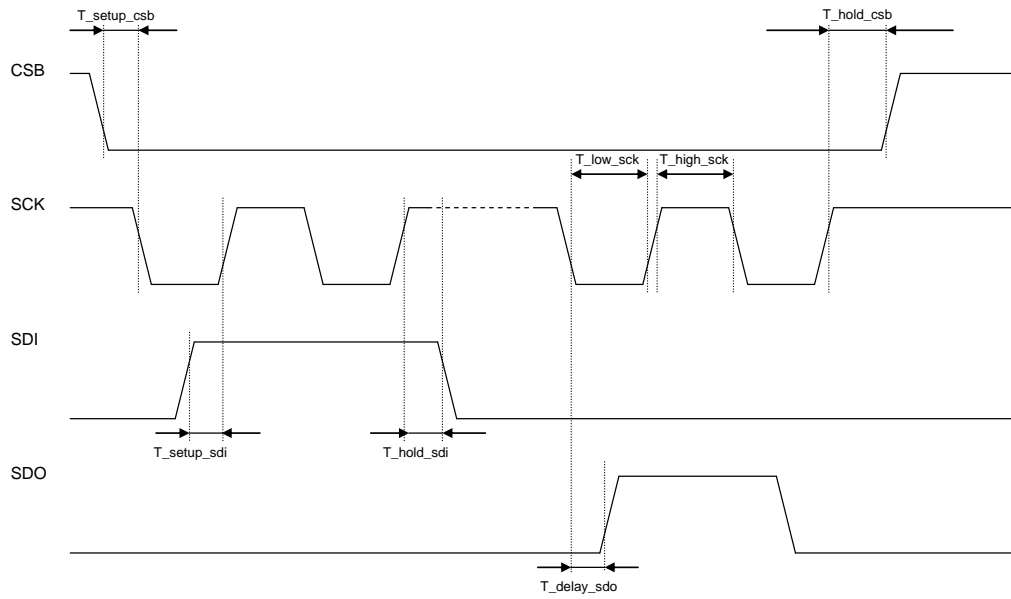 T_setup_csb
T_hold_csb
CSB
T_low_sck
T_high_sck
SCK
SDI
T_setup_sdi
T_hold_sdi
SDO
T_delay_sdo